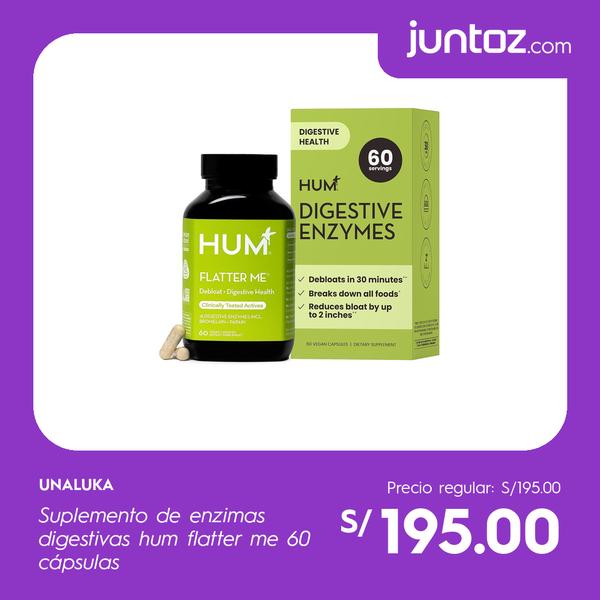 juntoz.com
DIGESTIVE
HEALTH
60
servings
HUM
DIGESTIVE
ENZYMES
Debloats in 30 minutes**
Breaks down all foods*
Reduces bloat by up
to 2 inches**
60 VEGAN CAPSULES | DIETARY SUPPLEMENT
HUM
FLATTER ME
Debloat • Digestive Health
Clinically Tested Actives
BROMELAIN + PAPAIN
60
UNALUKA
Suplemento de enzimas
digestivas hum flatter me 60
cápsulas
Precio regular: S/195.00
S/195.00